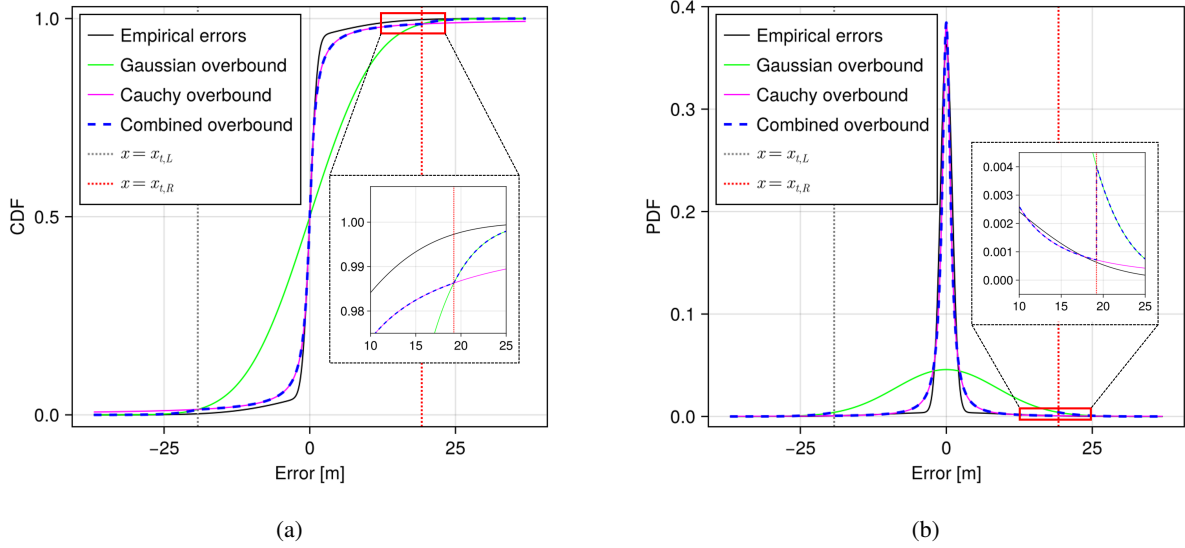 CDF
1.0
0.5
0.0
Empirical errors
Gaussian overbound
Cauchy overbound
Combined overbound
x = x_{t,L}
x = x_{t,R}
1.00
0.99
0.98
10 15 20 25
−25 0 25
Error [m]
(a)
PDF
0.4
0.3
0.2
0.1
0.0
Empirical errors
Gaussian overbound
Cauchy overbound
Combined overbound
x = x_{t,L}
x = x_{t,R}
0.004
0.003
0.002
0.001
0.000
10 15 20 25
−25 0 25
Error [m]
(b)